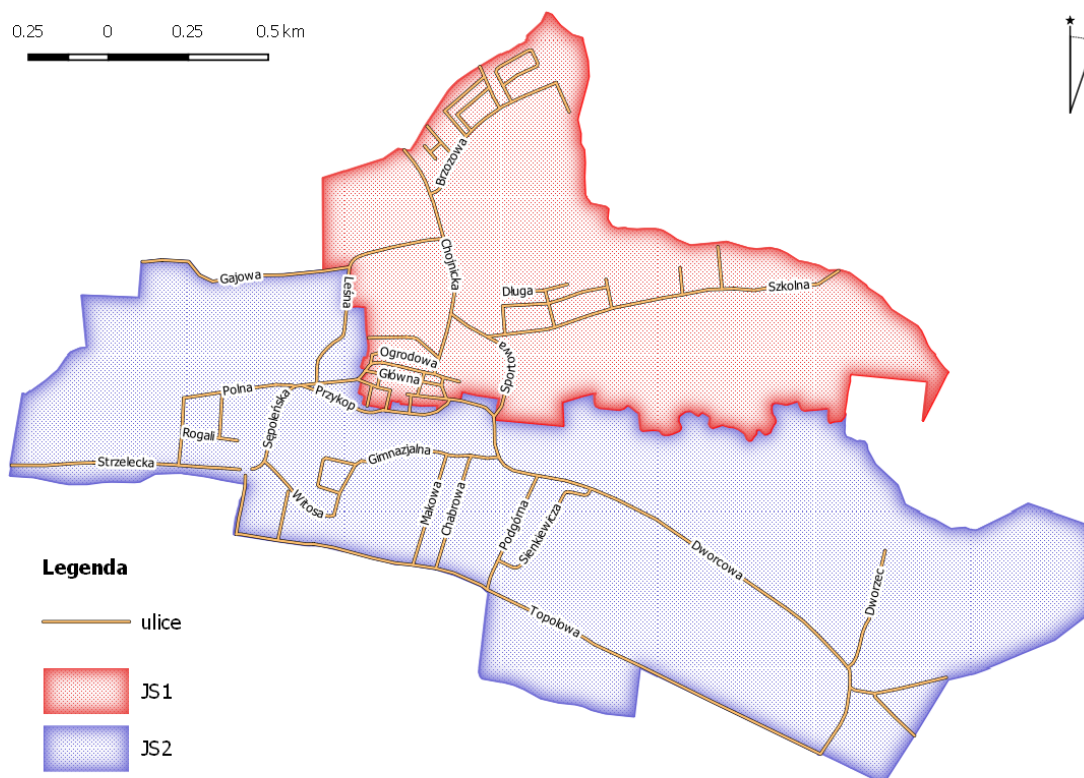 0.25 0 0.25 0.5 km
Brzozowa
Chojnicka
Gajowa
Leśna
Długa
Szkolna
Sportowa
Ogrodowa
Główna
Polna
Przykop
Sępoleńska
Rogali
Strzelecka
Gimnazjalna
Witosa
Makowa
Chabrowa
Podgórna
Sienkiewicza
Dworcowa
Dworzec
Topolowa
Legenda
ulice
JS1
JS2